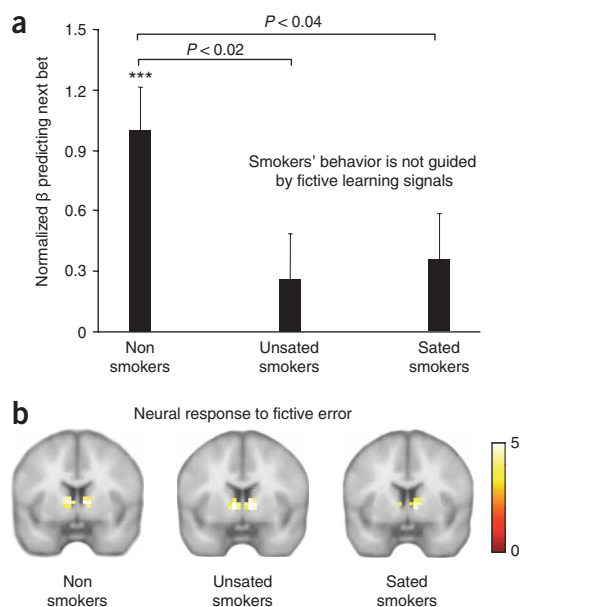 a
1.5
P < 0.04
P < 0.02
***
1.2
0.9
0.6
0.3
0
Normalized β predicting next bet
Smokers’ behavior is not guided
by fictive learning signals
Non
smokers
Unsated
smokers
Sated
smokers
b
Neural response to fictive error
5
0
Non
smokers
Unsated
smokers
Sated
smokers